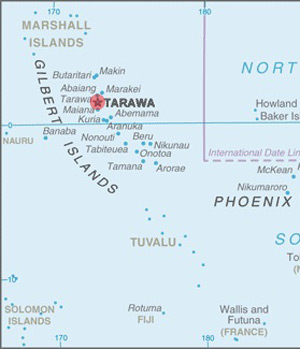 170
180
MARSHALL
ISLANDS
NORT
Butaritari
Makin
GILBERT ISLANDS
Abaiang
Marakei
Tarawa
TARAWA
Maiana
Abemama
Kuria
Aranuka
Howland
Baker Is
0
NAURU
Banaba
Nonouti
Beru
Nikunau
Tabiteuea
Onotoa
Tamana
Arorae
International Date Lin
McKean
Nikumaroro
PHOENIX
TUVALU
SO
To
(N
10
SOLOMON
ISLANDS
Rotuma
FIJI
Wallis and
Futuna
(FRANCE)
170
180